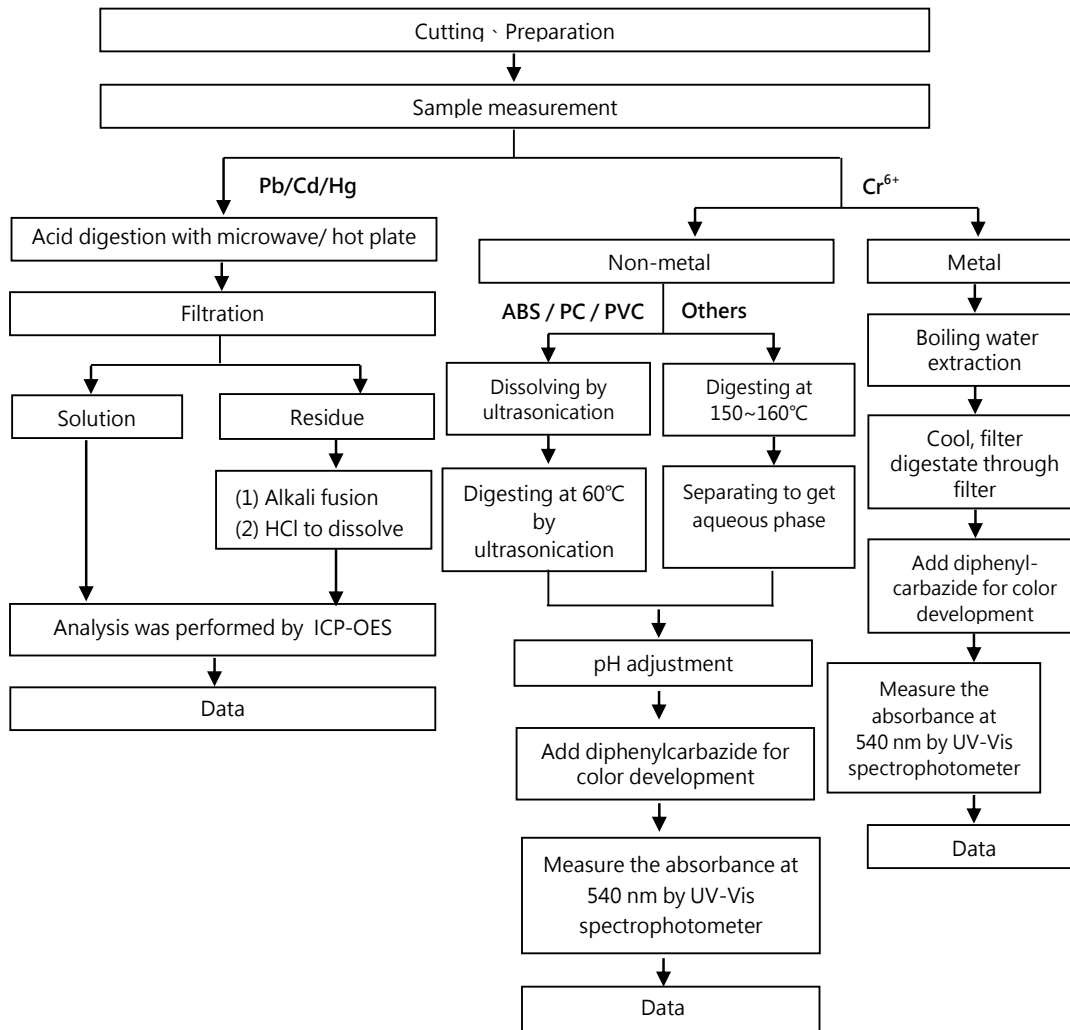 Cutting、Preparation
Sample measurement
Pb/Cd/Hg
Cr⁶⁺
Acid digestion with microwave/ hot plate
Filtration
Solution
Residue
(1) Alkali fusion
(2) HCl to dissolve
Analysis was performed by ICP-OES
Data
Non-metal
ABS / PC / PVC
Others
Dissolving by
ultrasonication
Digesting at
150~160℃
Digesting at 60℃
by
ultrasonication
Separating to get
aqueous phase
pH adjustment
Add diphenylcarbazide for
color development
Measure the absorbance at
540 nm by UV-Vis
spectrophotometer
Data
Metal
Boiling water
extraction
Cool, filter
digestate through
filter
Add diphenyl-
carbazide for color
development
Measure the
absorbance at
540 nm by UV-Vis
spectrophotometer
Data